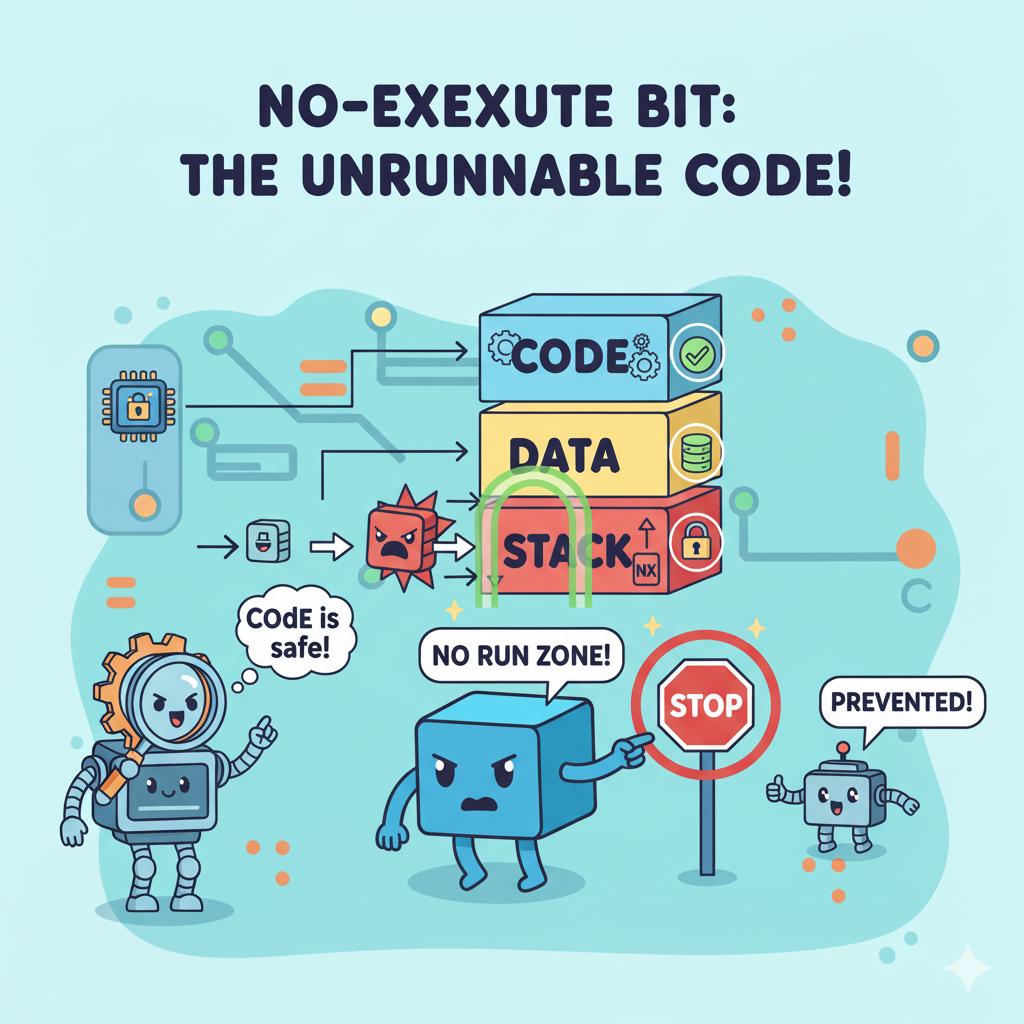 NO-EXEXUTE BIT:
THE UNRUNNABLE CODE!
CODE
DATA
STACK
NX
COdE is
safe!
NO RUN ZONE!
STOP
PREVENTED!